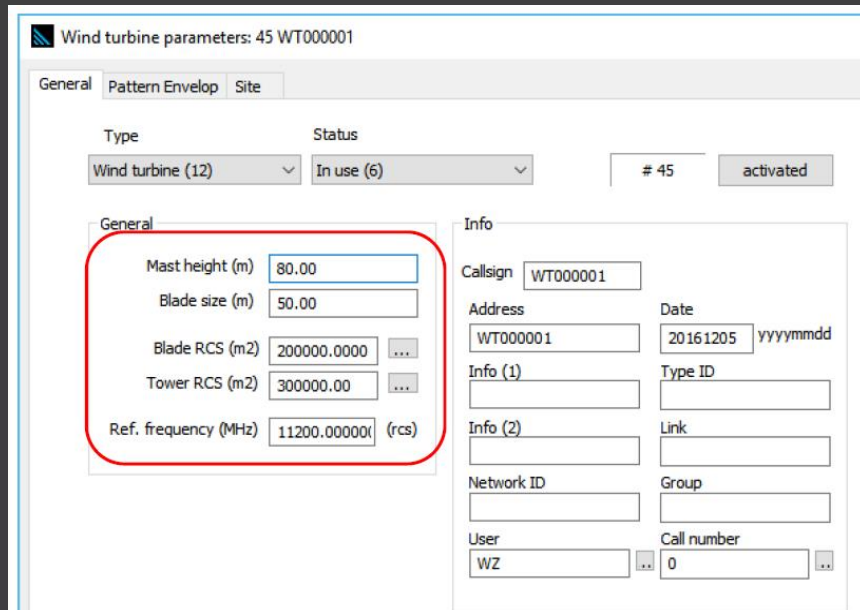 Wind turbine parameters: 45 WT000001
General Pattern Envelop Site
Type Status
Wind turbine (12) In use (6) # 45 activated
General
Mast height (m) 80.00
Blade size (m) 50.00
Blade RCS (m2) 200000.0000 ...
Tower RCS (m2) 300000.00 ...
Ref. frequency (MHz) 11200.00000( (rcs)
Info
Callsign WT000001
Address Date
WT000001 20161205 yyyymmdd
Info (1) Type ID
Info (2) Link
Network ID Group
User Call number
WZ .. 0 ..